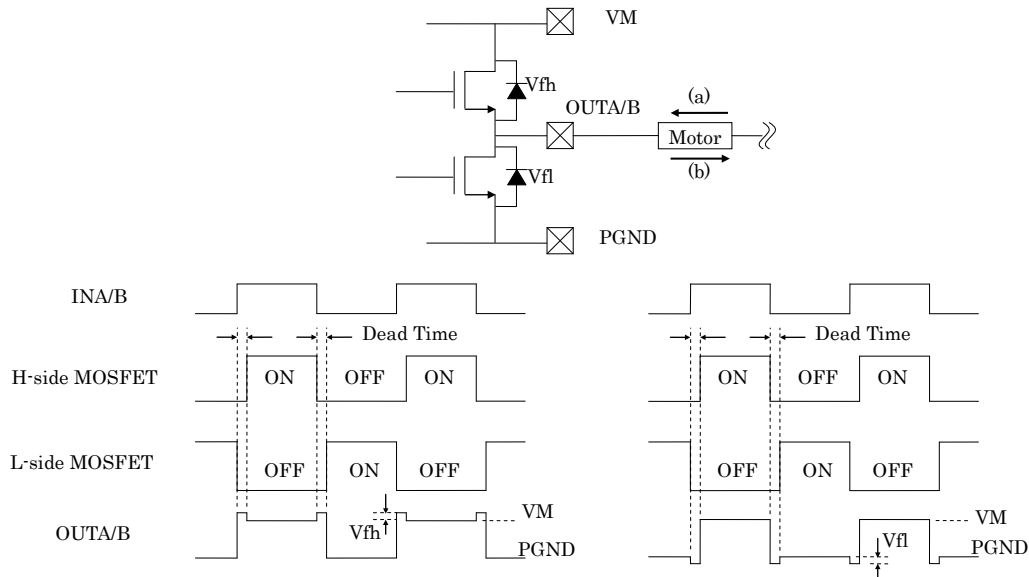 VM
Vfh
OUTA/B
(a)
Motor
(b)
Vfl
PGND
INA/B
Dead Time
Dead Time
H-side MOSFET
ON
OFF
ON
ON
OFF
ON
L-side MOSFET
OFF
ON
OFF
OFF
ON
OFF
OUTA/B
Vfh
VM
PGND
Vfl
VM
PGND